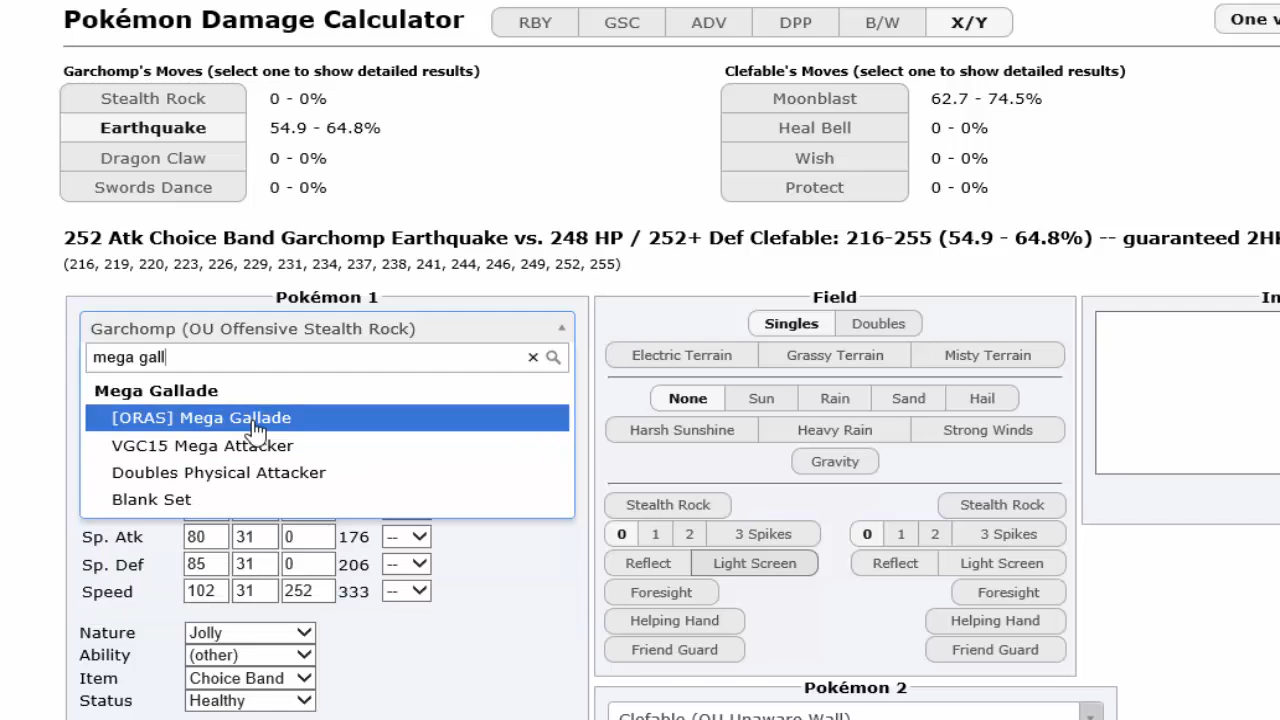 Pokémon Damage Calculator
RBY GSC ADV DPP B/W X/Y
One v
Garchomp's Moves (select one to show detailed results)
Stealth Rock 0 - 0%
Earthquake 54.9 - 64.8%
Dragon Claw 0 - 0%
Swords Dance 0 - 0%
Clefable's Moves (select one to show detailed results)
Moonblast 62.7 - 74.5%
Heal Bell 0 - 0%
Wish 0 - 0%
Protect 0 - 0%
252 Atk Choice Band Garchomp Earthquake vs. 248 HP / 252+ Def Clefable: 216-255 (54.9 - 64.8%) -- guaranteed 2H
(216, 219, 220, 223, 226, 229, 231, 234, 237, 238, 241, 244, 246, 249, 252, 255)
Pokémon 1
Garchomp (OU Offensive Stealth Rock)
mega gall
Mega Gallade
[ORAS] Mega Gallade
VGC15 Mega Attacker
Doubles Physical Attacker
Blank Set
Sp. Atk 80 31 0 176 --
Sp. Def 85 31 0 206 --
Speed 102 31 252 333 --
Nature Jolly
Ability (other)
Item Choice Band
Status Healthy
Field
Singles Doubles
Electric Terrain Grassy Terrain Misty Terrain
None Sun Rain Sand Hail
Harsh Sunshine Heavy Rain Strong Winds
Gravity
Stealth Rock Stealth Rock
0 1 2 3 Spikes 0 1 2 3 Spikes
Reflect Light Screen Reflect Light Screen
Foresight Foresight
Helping Hand Helping Hand
Friend Guard Friend Guard
Pokémon 2
Clefable (OU Unaware Wall)
Im